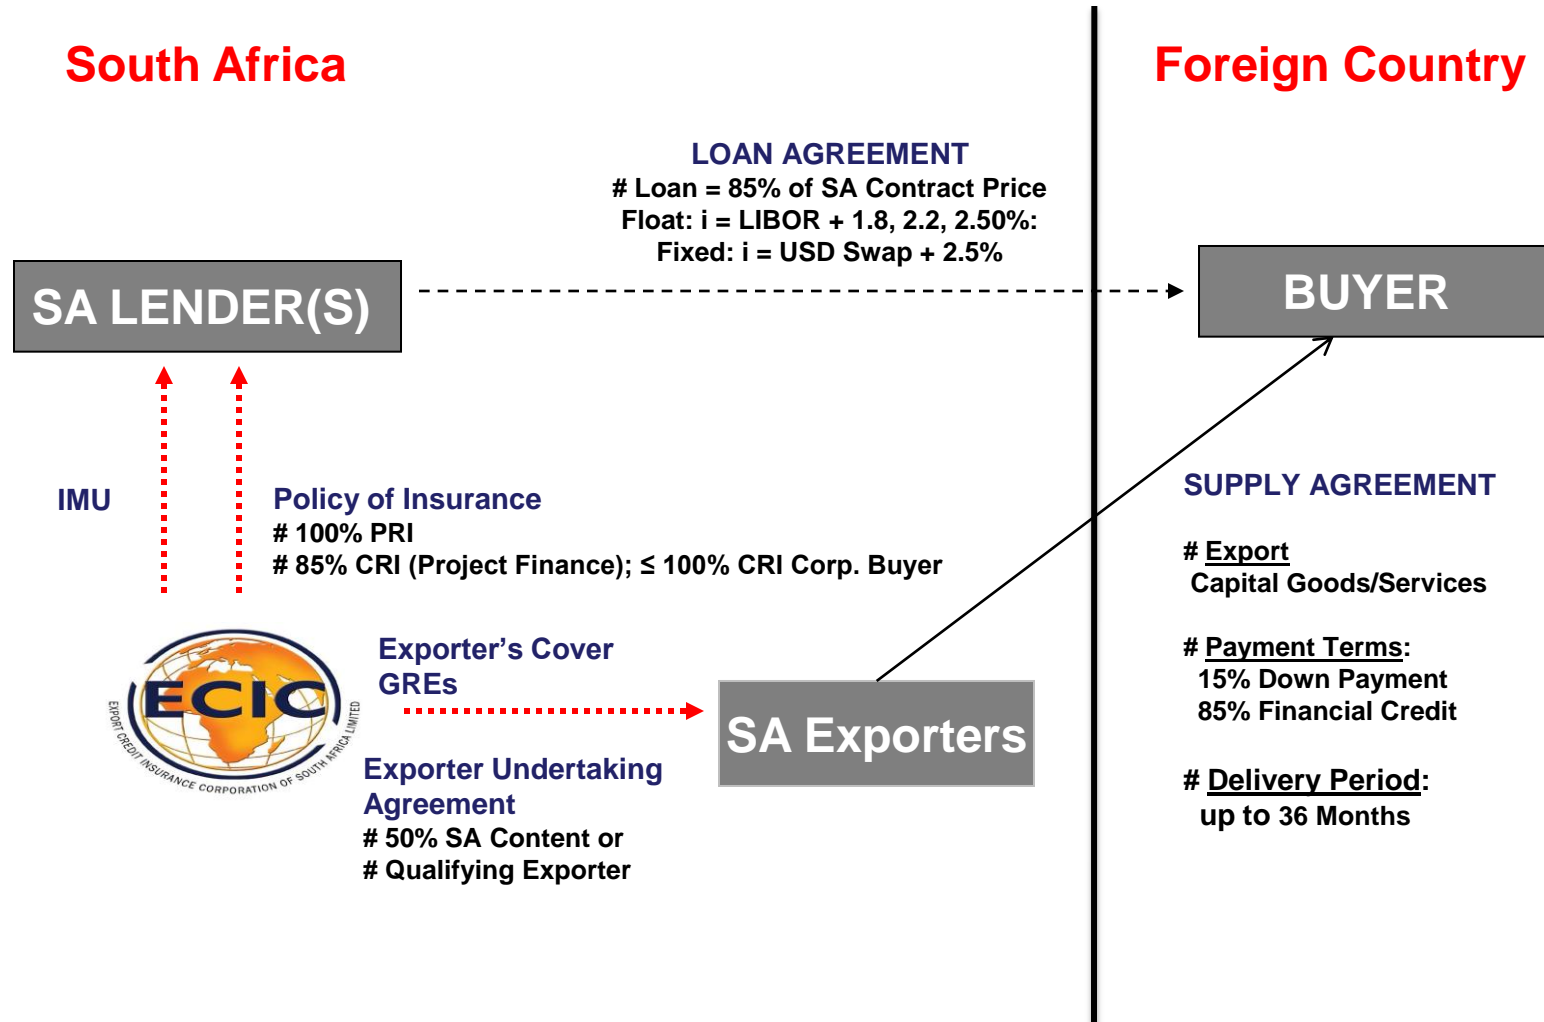 South Africa
Foreign Country
LOAN AGREEMENT
# Loan = 85% of SA Contract Price
Float: i = LIBOR + 1.8, 2.2, 2.50%:
Fixed: i = USD Swap + 2.5%
SA LENDER(S)
BUYER
IMU
Policy of Insurance
# 100% PRI
# 85% CRI (Project Finance); ≤ 100% CRI Corp. Buyer
SUPPLY AGREEMENT
# Export
Capital Goods/Services
# Payment Terms:
15% Down Payment
85% Financial Credit
# Delivery Period:
up to 36 Months
ECIC
EXPORT CREDIT INSURANCE CORPORATION OF SOUTH AFRICA LIMITED
Exporter’s Cover
GREs
SA Exporters
Exporter Undertaking
Agreement
# 50% SA Content or
# Qualifying Exporter